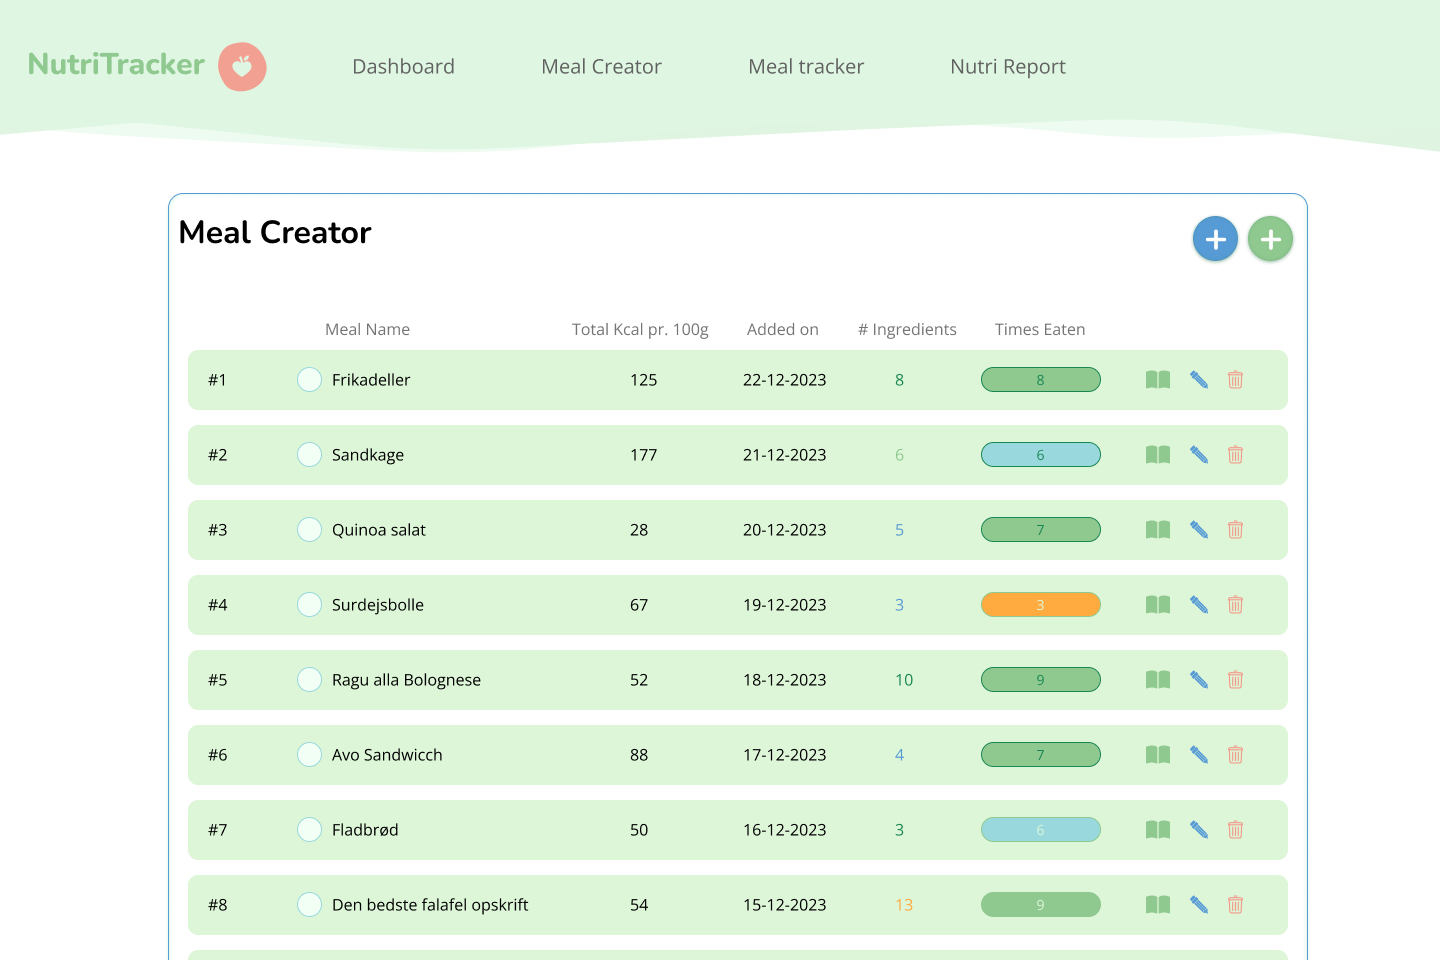 NutriTracker
Dashboard Meal Creator Meal tracker Nutri Report
Meal Creator
Meal Name Total Kcal pr. 100g Added on # Ingredients Times Eaten
#1 Frikadeller 125 22-12-2023 8 8
#2 Sandkage 177 21-12-2023 6 6
#3 Quinoa salat 28 20-12-2023 5 7
#4 Surdejsbolle 67 19-12-2023 3 3
#5 Ragu alla Bolognese 52 18-12-2023 10 9
#6 Avo Sandwicch 88 17-12-2023 4 7
#7 Fladbrød 50 16-12-2023 3 6
#8 Den bedste falafel opskrift 54 15-12-2023 13 9